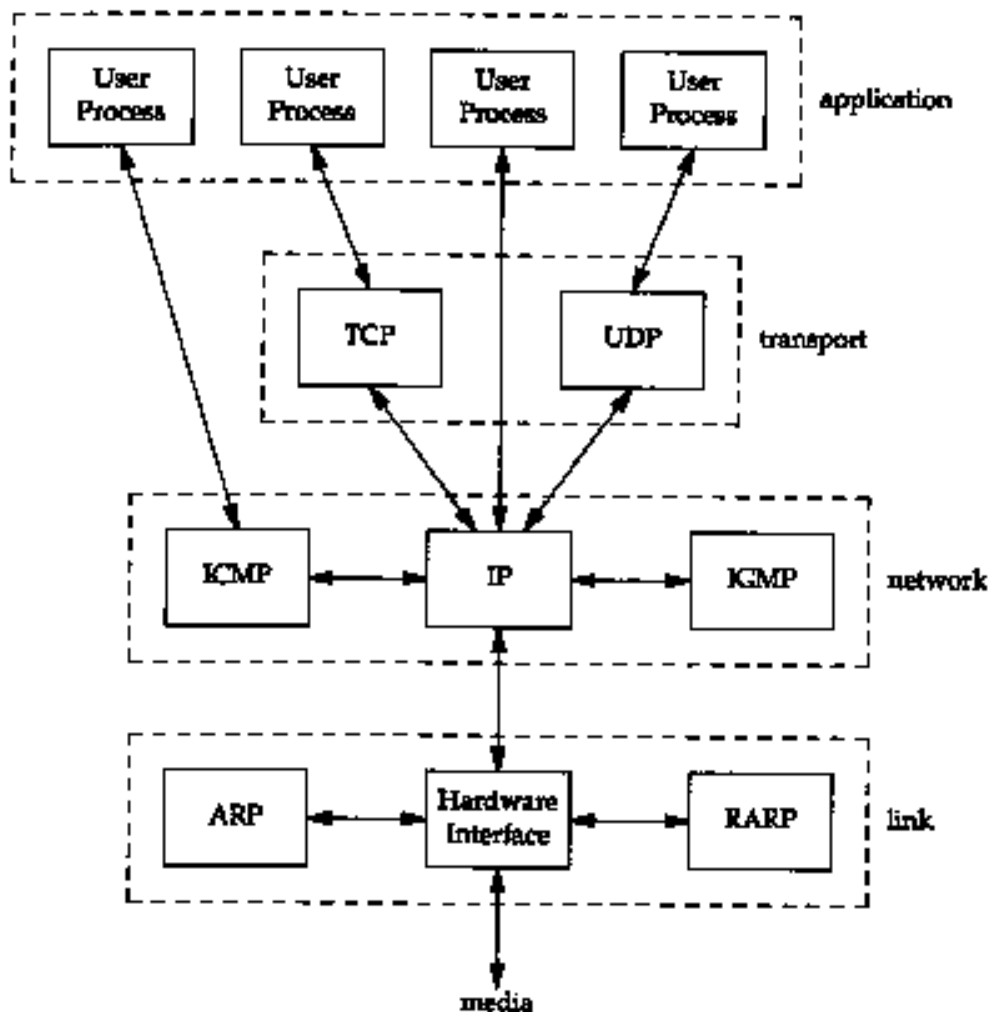 User
Process
User
Process
User
Process
User
Process
application
TCP
UDP
transport
ICMP
IP
IGMP
network
ARP
Hardware
Interface
RARP
link
media